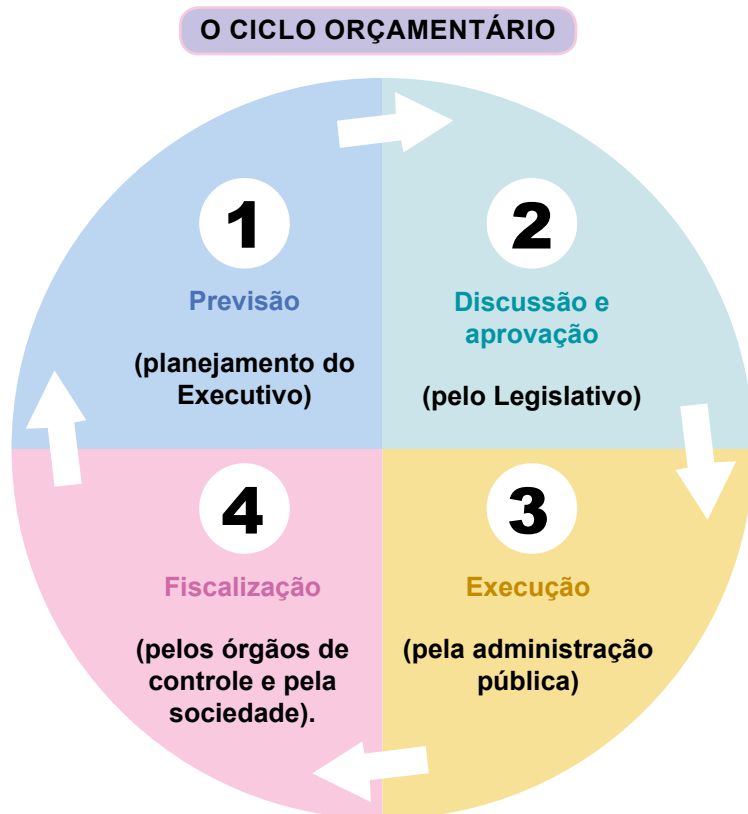 O CICLO ORÇAMENTÁRIO
1
Previsão
(planejamento do
Executivo)
2
Discussão e
aprovação
(pelo Legislativo)
3
Execução
(pela administração
pública)
4
Fiscalização
(pelos órgãos de
controle e pela
sociedade).